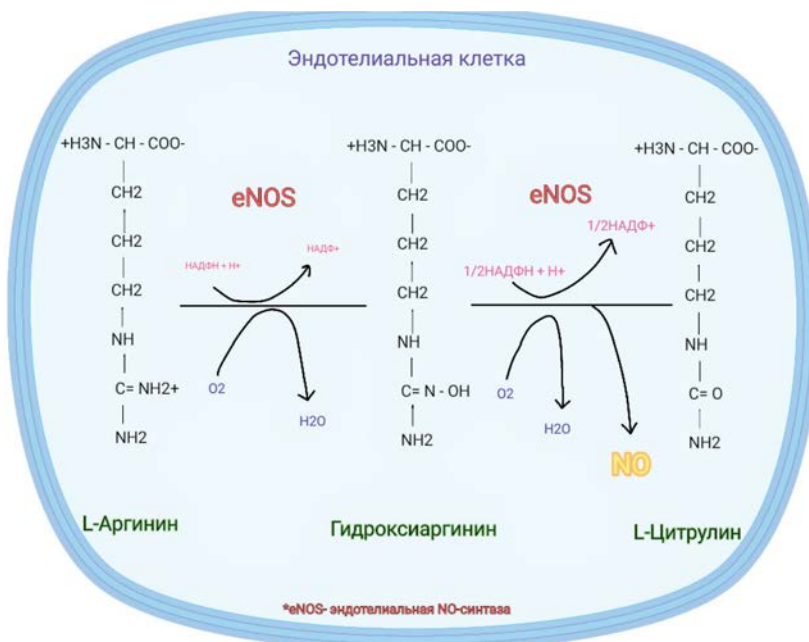 Эндотелиальная клетка
+H3N - CH - COO-
CH2
CH2
CH2
NH
C= NH2+
NH2
L-Аргинин
eNOS
НАДФН + Н+
НАДФ+
O2
H2O
+H3N - CH - COO-
CH2
CH2
CH2
NH
C= N - OH
NH2
Гидроксиаргинин
eNOS
1/2НАДФН + Н+
1/2НАДФ+
O2
H2O
NO
+H3N - CH - COO-
CH2
CH2
CH2
NH
C= O
NH2
L-Цитрулин
*eNOS- эндотелиальная NO-синтаза